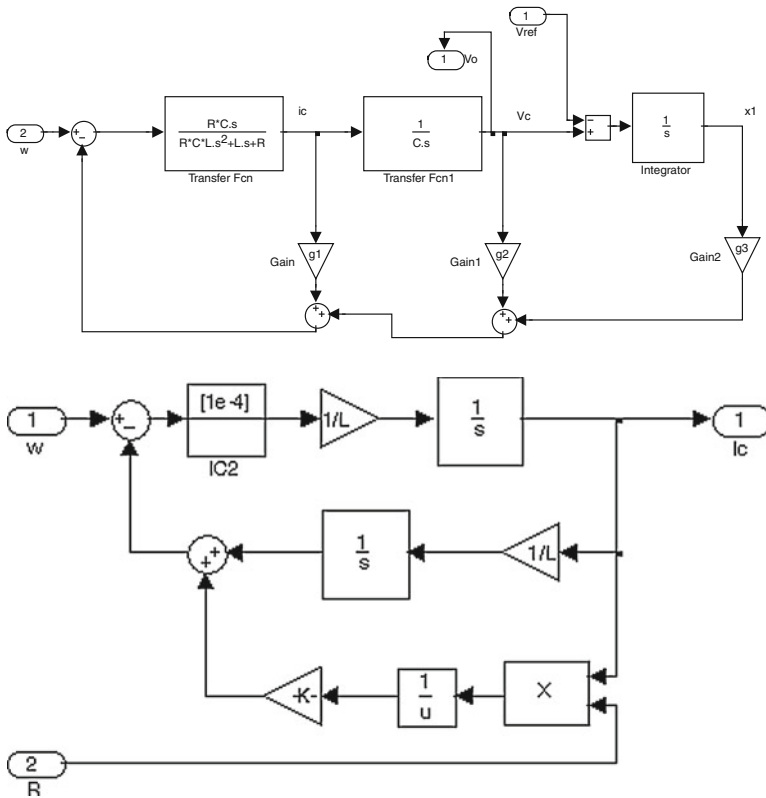 1
Vref
1
Vo
2
w
+
−
R*C.s
R*C*L.s²+L.s+R
Transfer Fcn
ic
1
C.s
Transfer Fcn1
Vc
−
+
1
s
Integrator
x1
Gain
g1
Gain1
g2
Gain2
g3
+
+
+
+
1
w
+
−
[1e-4]
IC2
1/L
1
s
1
Ic
+
+
1
s
1/L
-K-
1
u
X
2
R